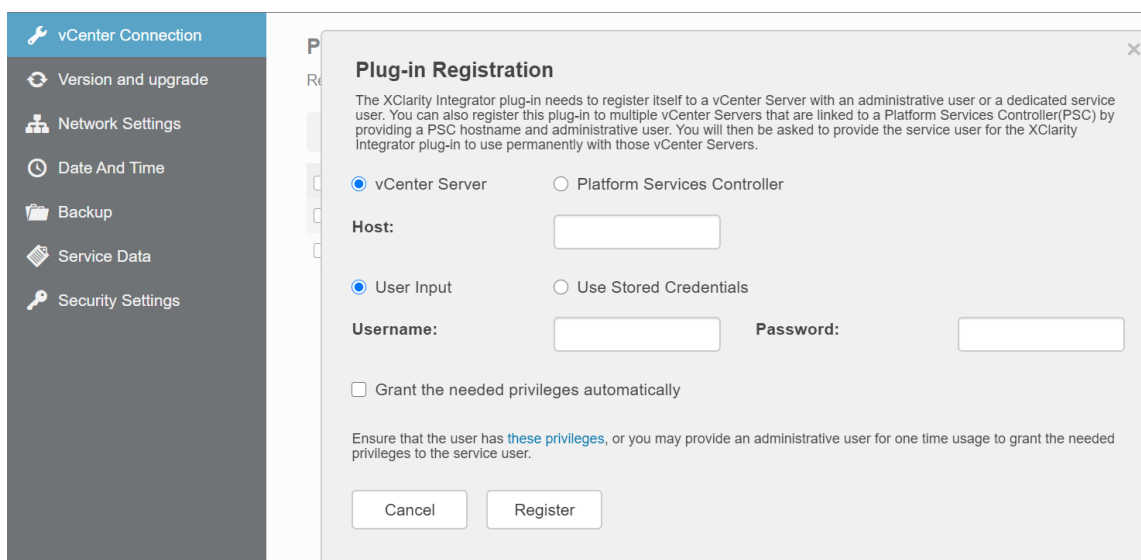 vCenter Connection
Version and upgrade
Network Settings
Date And Time
Backup
Service Data
Security Settings
P
Re
×
Plug-in Registration
The XClarity Integrator plug-in needs to register itself to a vCenter Server with an administrative user or a dedicated service
user. You can also register this plug-in to multiple vCenter Servers that are linked to a Platform Services Controller(PSC) by
providing a PSC hostname and administrative user. You will then be asked to provide the service user for the XClarity
Integrator plug-in to use permanently with those vCenter Servers.
vCenter Server Platform Services Controller
Host:
User Input Use Stored Credentials
Username: Password:
Grant the needed privileges automatically
Ensure that the user has these privileges, or you may provide an administrative user for one time usage to grant the needed
privileges to the service user.
Cancel Register